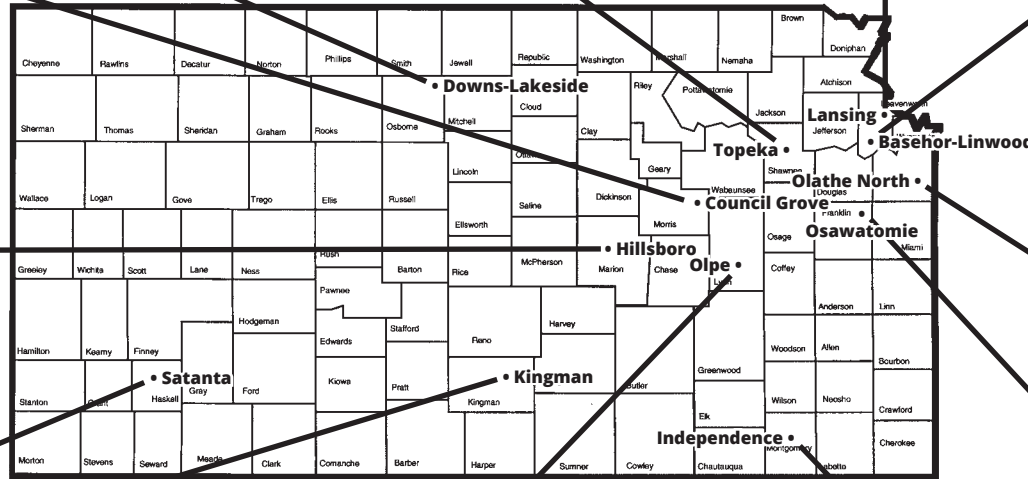 Brown
Doniphan
Cheyenne
Rawlins
Decatur
Norton
Phillips
Smith
Jewell
Republic
Washington
Marshall
Nemaha
Atchison
Downs-Lakeside
Riley
Pottawatomie
Jackson
Cloud
Leavenworth
Lansing
Jefferson
Sherman
Thomas
Sheridan
Graham
Rooks
Osborne
Mitchell
Clay
Basehor-Linwood
Topeka
Ottawa
Lincoln
Geary
Shawnee
Olathe North
Wabaunsee
Douglas
Wallace
Logan
Gove
Trego
Ellis
Russell
Saline
Dickinson
Council Grove
Franklin
Ellsworth
Morris
Osawatomie
Osage
Miami
Hillsboro
Greeley
Wichita
Scott
Lane
Ness
Rush
Barton
Rice
McPherson
Marion
Chase
Olpe
Lyon
Coffey
Pawnee
Anderson
Linn
Hodgeman
Stafford
Harvey
Reno
Edwards
Hamilton
Kearny
Finney
Woodson
Allen
Bourbon
Greenwood
Satanta
Gray
Ford
Kiowa
Pratt
Kingman
Kingman
Butler
Stanton
Grant
Haskell
Wilson
Neosho
Crawford
Elk
Independence
Montgomery
Cherokee
Morton
Stevens
Seward
Meade
Clark
Comanche
Barber
Harper
Sumner
Cowley
Chautauqua
Labette